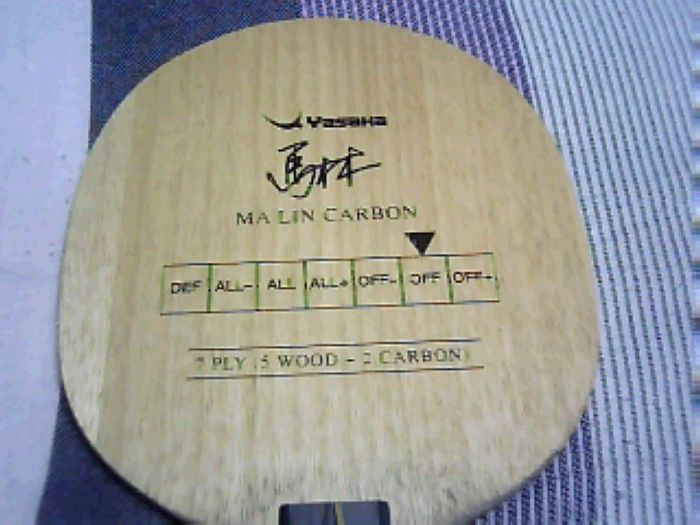 Yasaka
馬林
MA LIN CARBON
DEF ALL- ALL ALL+ OFF- OFF OFF+
7 PLY (5 WOOD + 2 CARBON)